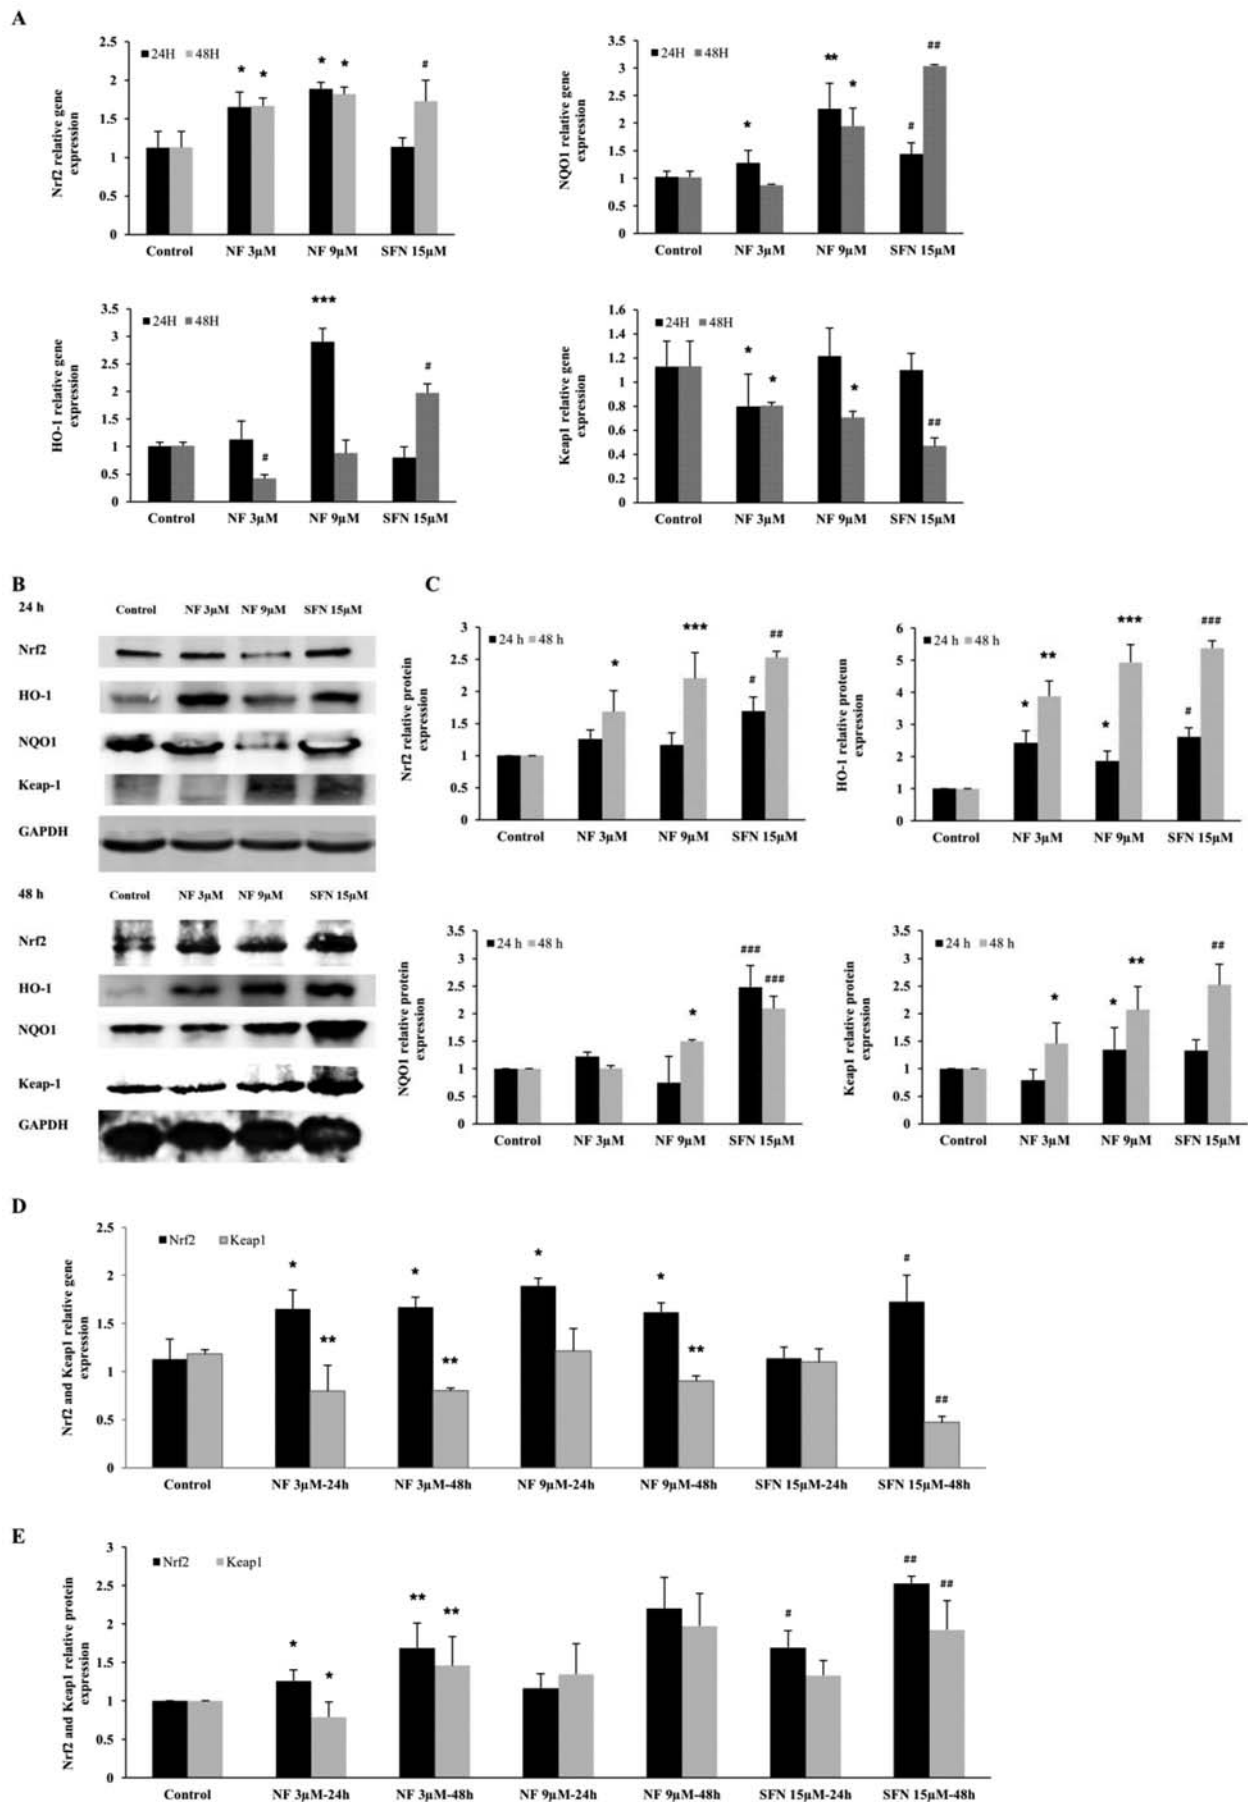 A
Nrf2 relative gene
expression
2.5
2
1.5
1
0.5
0
24H 48H
* * * * #
Control NF 3µM NF 9µM SFN 15µM
NQO1 relative gene
expression
3.5
3
2.5
2
1.5
1
0.5
0
24H 48H
* ** * # ##
Control NF 3µM NF 9µM SFN 15µM
HO-1 relative gene
expression
3.5
3
2.5
2
1.5
1
0.5
0
24H 48H
# *** #
Control NF 3µM NF 9µM SFN 15µM
Keap1 relative gene
expression
1.6
1.4
1.2
1
0.8
0.6
0.4
0.2
0
24H 48H
* * * ##
Control NF 3µM NF 9µM SFN 15µM
B
24 h Control NF 3µM NF 9µM SFN 15µM
Nrf2
HO-1
NQO1
Keap-1
GAPDH
48 h Control NF 3µM NF 9µM SFN 15µM
Nrf2
HO-1
NQO1
Keap-1
GAPDH
C
Nrf2 relative protein
expression
3
2.5
2
1.5
1
0.5
0
24 h 48 h
* *** # ##
Control NF 3µM NF 9µM SFN 15µM
HO-1 relative proteun
expression
6
5
4
3
2
1
0
24 h 48 h
* ** * *** # ###
Control NF 3µM NF 9µM SFN 15µM
NQO1 relative protein
expression
3.5
3
2.5
2
1.5
1
0.5
0
24 h 48 h
* ### ###
Control NF 3µM NF 9µM SFN 15µM
Keap1 relative protein
expression
3.5
3
2.5
2
1.5
1
0.5
0
24 h 48 h
* * ** ##
Control NF 3µM NF 9µM SFN 15µM
D
Nrf2 and Keap1 relative gene
expression
2.5
2
1.5
1
0.5
0
Nrf2 Keap1
* ** * ** * * ** # ##
Control NF 3µM-24h NF 3µM-48h NF 9µM-24h NF 9µM-48h SFN 15µM-24h SFN 15µM-48h
E
Nrf2 and Keap1 relative protein
expression
3
2.5
2
1.5
1
0.5
0
Nrf2 Keap1
* * ** ** # ## ##
Control NF 3µM-24h NF 3µM-48h NF 9µM-24h NF 9µM-48h SFN 15µM-24h SFN 15µM-48h